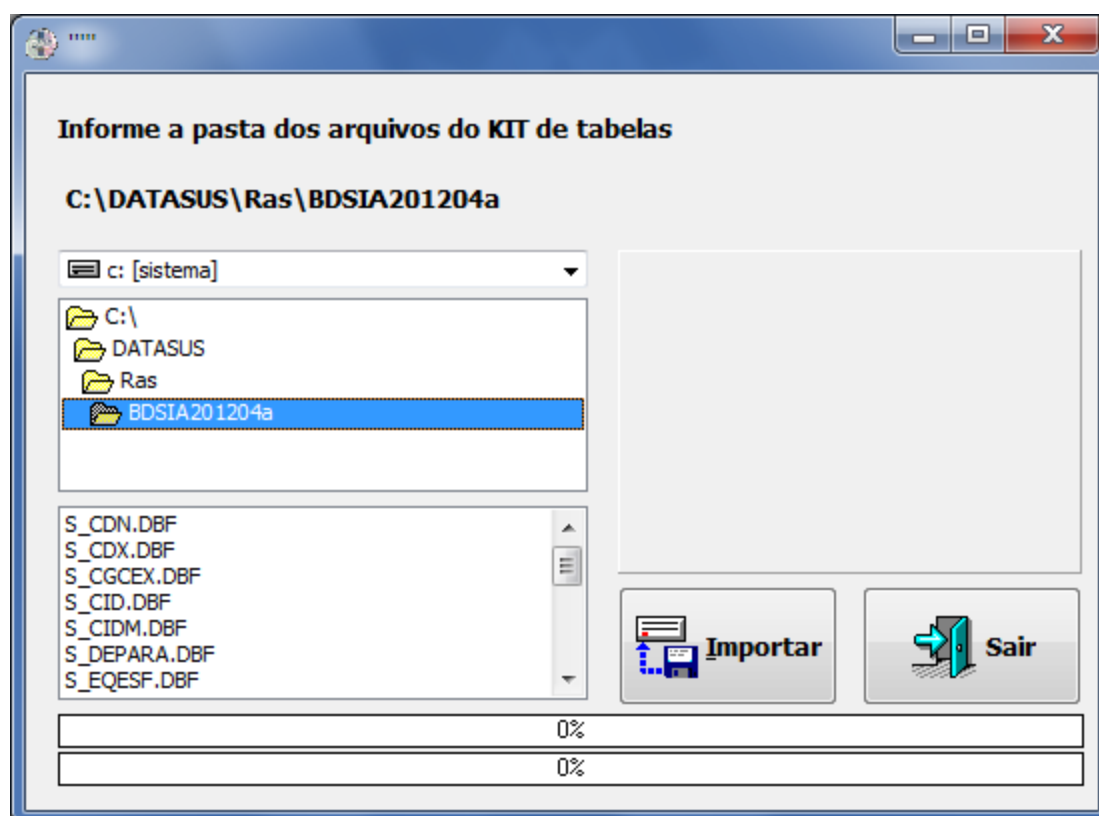 """
Informe a pasta dos arquivos do KIT de tabelas
C:\DATASUS\Ras\BDSIA201204a
c: [sistema]
C:\
DATASUS
Ras
BDSIA201204a
S_CDN.DBF
S_CDX.DBF
S_CGCEX.DBF
S_CID.DBF
S_CIDM.DBF
S_DEPARA.DBF
S_EQESF.DBF
Importar
Sair
0%
0%